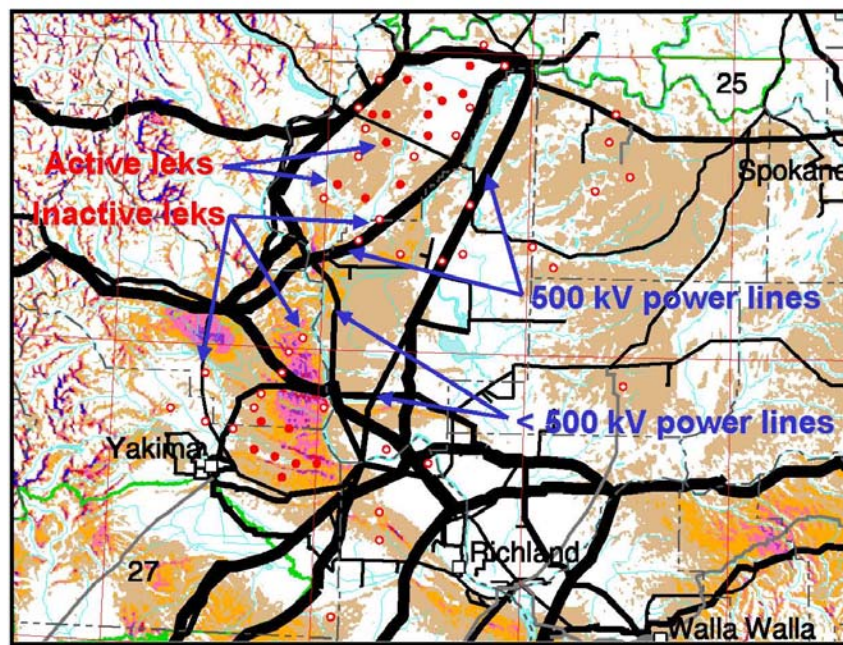 25
Spokane
Active leks
Inactive leks
500 kV power lines
< 500 kV power lines
Yakima
Richland
27
Walla Walla